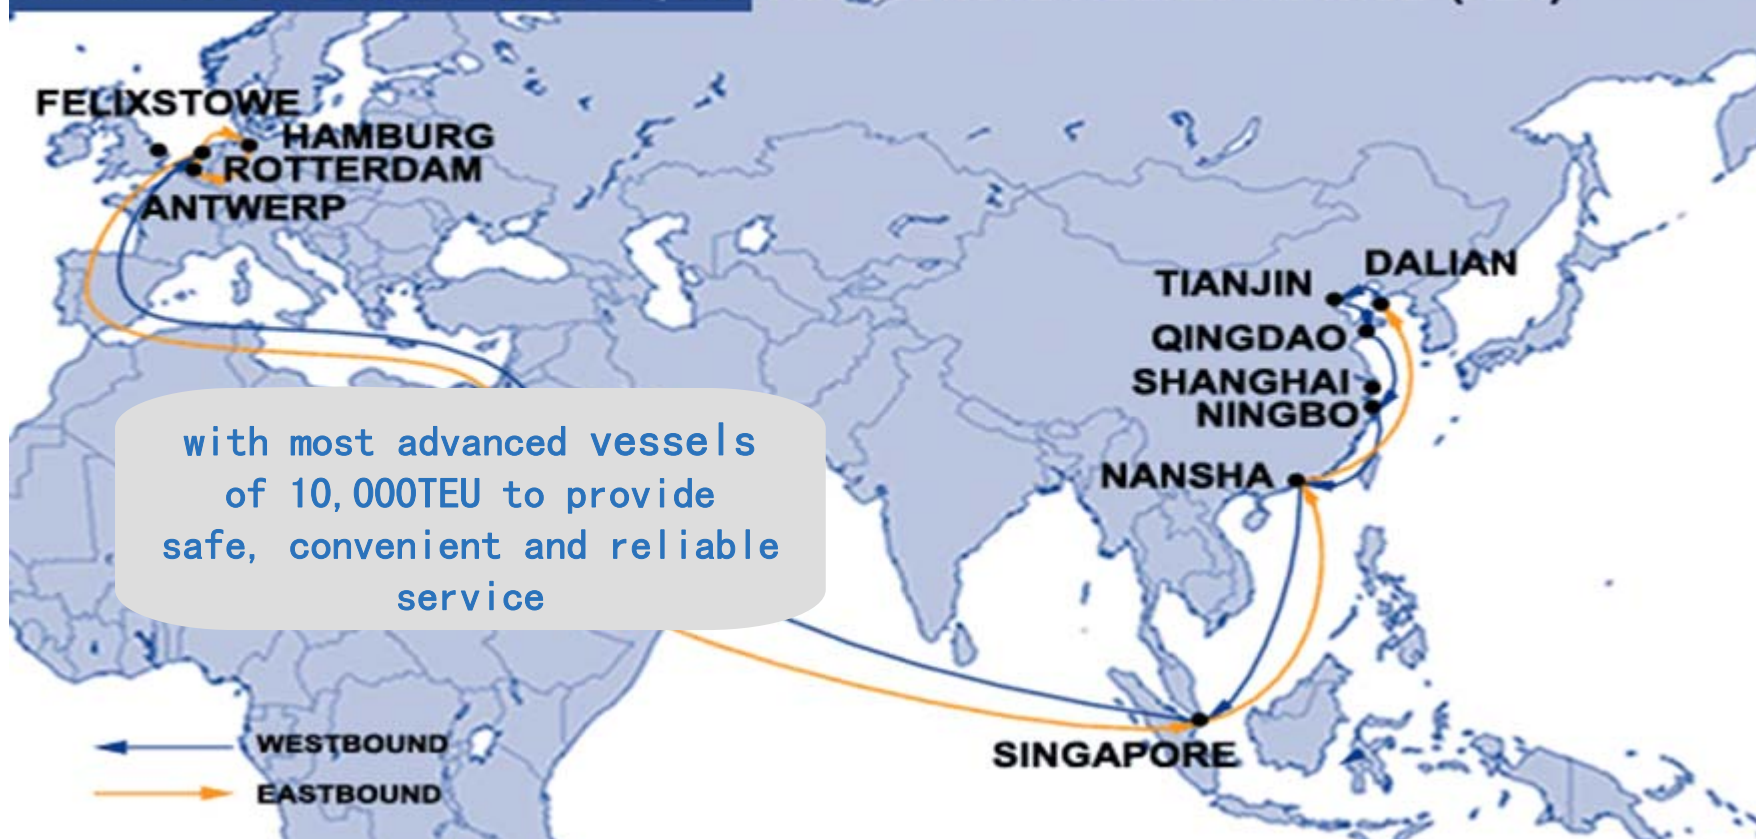 FELIXSTOWE
HAMBURG
ROTTERDAM
ANTWERP
DALIAN
TIANJIN
QINGDAO
SHANGHAI
NINGBO
NANSHA
with most advanced vessels
of 10,000TEU to provide
safe, convenient and reliable
service
SINGAPORE
WESTBOUND
EASTBOUND